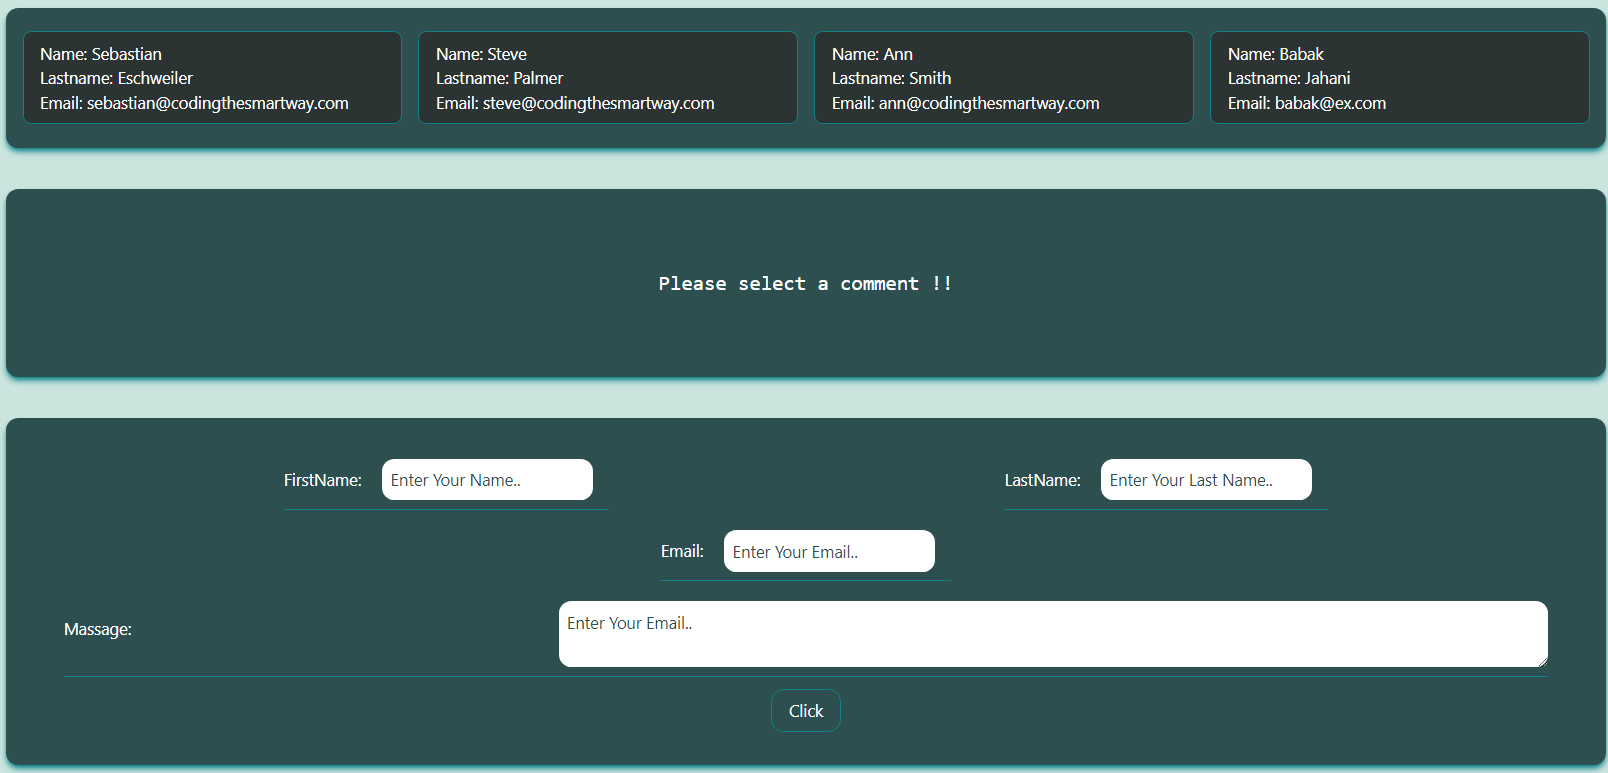 Name: Sebastian
Lastname: Eschweiler
Email: sebastian@codingthesmartway.com
Name: Steve
Lastname: Palmer
Email: steve@codingthesmartway.com
Name: Ann
Lastname: Smith
Email: ann@codingthesmartway.com
Name: Babak
Lastname: Jahani
Email: babak@ex.com
Please select a comment !!
FirstName: Enter Your Name..
LastName: Enter Your Last Name..
Email: Enter Your Email..
Massage: Enter Your Email..
Click